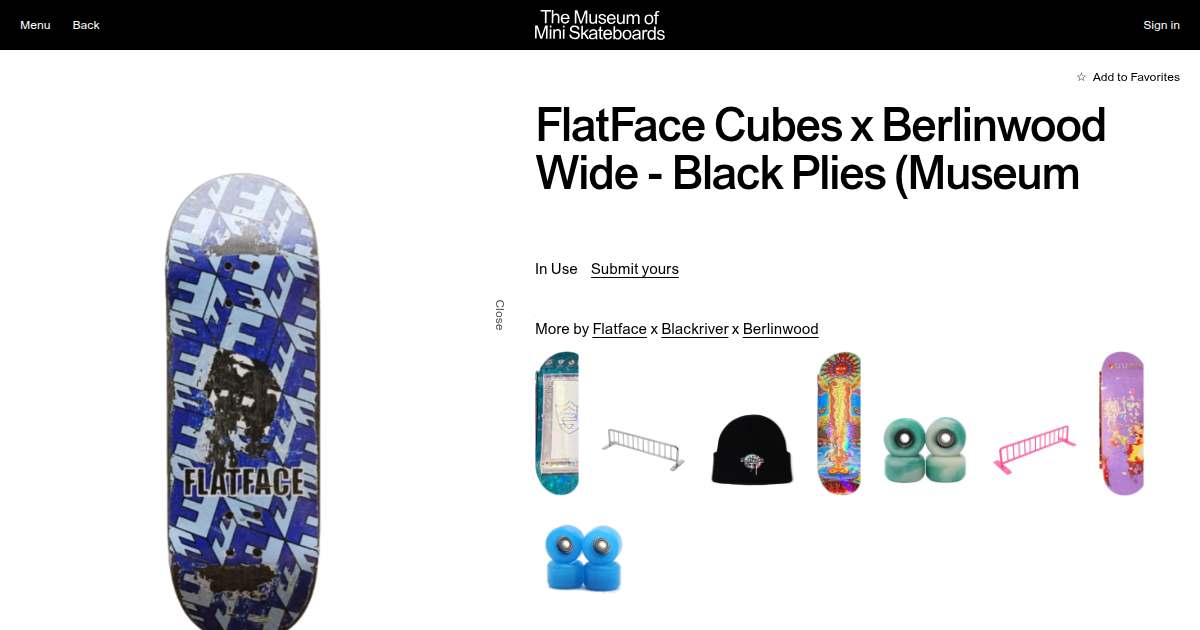 Menu
Back
The Museum of
Mini Skateboards
Sign in
☆ Add to Favorites
FlatFace Cubes x Berlinwood
Wide - Black Plies (Museum
In Use
Submit yours
Close
More by Flatface x Blackriver x Berlinwood
FLATFACE